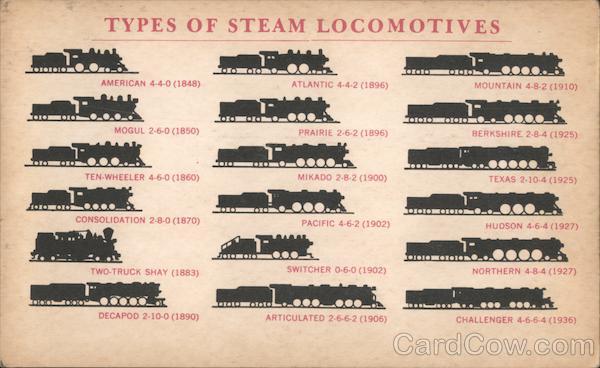 TYPES OF STEAM LOCOMOTIVES
AMERICAN 4-4-0 (1848)
MOGUL 2-6-0 (1850)
TEN-WHEELER 4-6-0 (1860)
CONSOLIDATION 2-8-0 (1870)
TWO-TRUCK SHAY (1883)
DECAPOD 2-10-0 (1890)
ATLANTIC 4-4-2 (1896)
PRAIRIE 2-6-2 (1896)
MIKADO 2-8-2 (1900)
PACIFIC 4-6-2 (1902)
SWITCHER 0-6-0 (1902)
ARTICULATED 2-6-6-2 (1906)
MOUNTAIN 4-8-2 (1910)
BERKSHIRE 2-8-4 (1925)
TEXAS 2-10-4 (1925)
HUDSON 4-6-4 (1927)
NORTHERN 4-8-4 (1927)
CHALLENGER 4-6-6-4 (1936)
CardCow.com